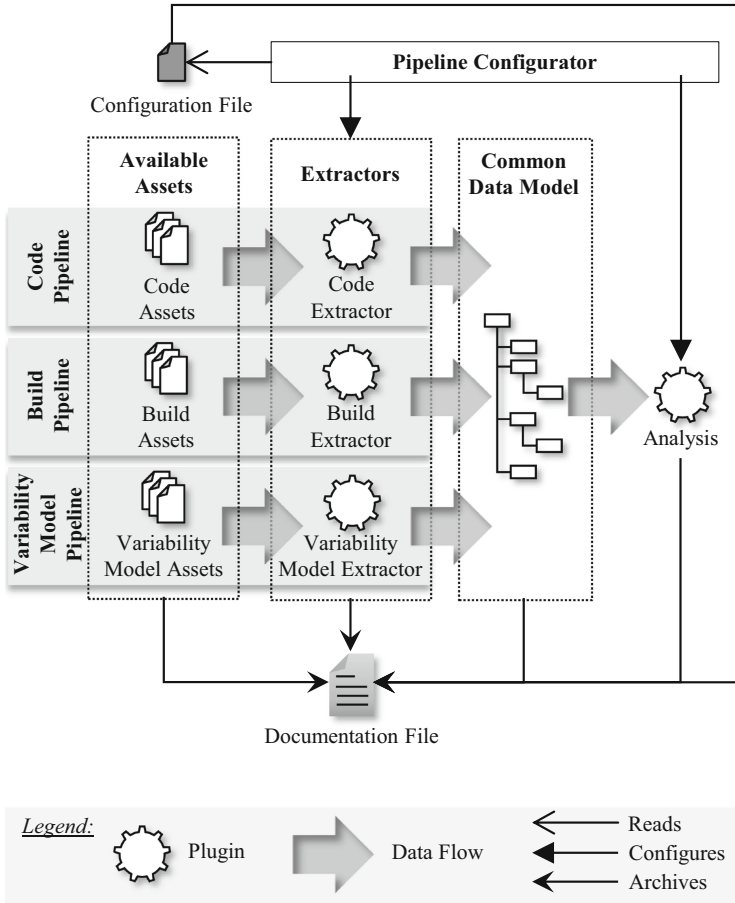 Pipeline Configurator
Configuration File
Available
Assets
Extractors
Common
Data Model
Code
Pipeline
Code
Assets
Code
Extractor
Build
Pipeline
Build
Assets
Build
Extractor
Analysis
Variability
Model
Pipeline
Variability
Model Assets
Variability
Model Extractor
Documentation File
Legend:
Plugin
Data Flow
Reads
Configures
Archives